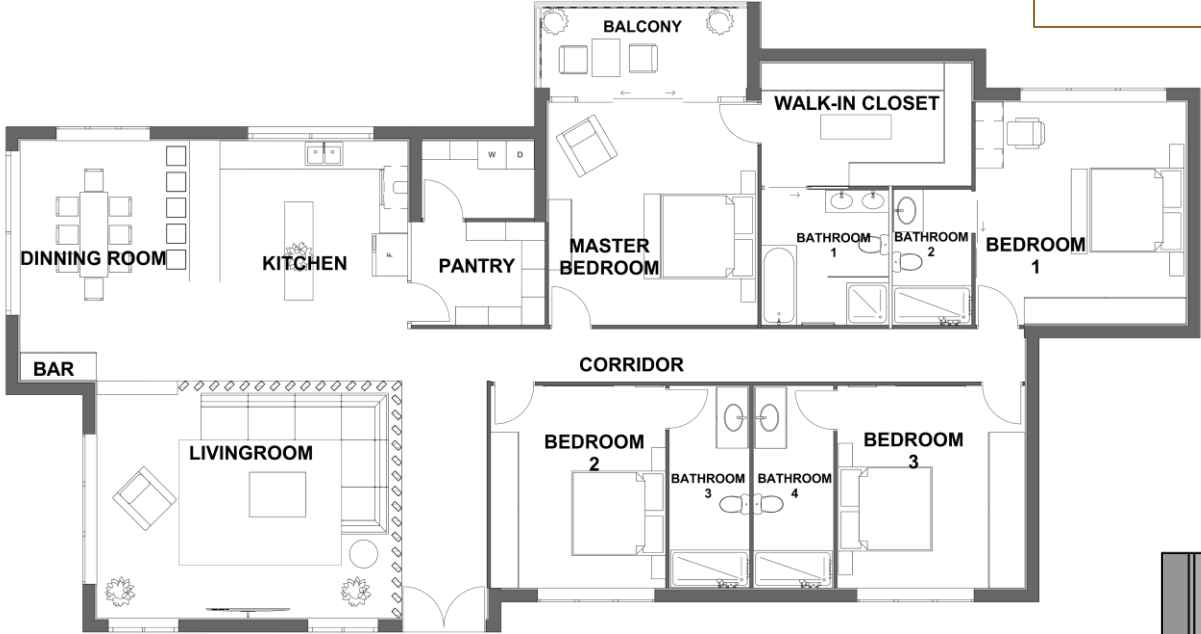 BALCONY
WALK-IN CLOSET
W D
DINNING ROOM
KITCHEN
F
PANTRY
MASTER
BEDROOM
BATHROOM
1
BATHROOM
2
BEDROOM
1
BAR
CORRIDOR
LIVINGROOM
BEDROOM
2
BATHROOM
3
BATHROOM
4
BEDROOM
3